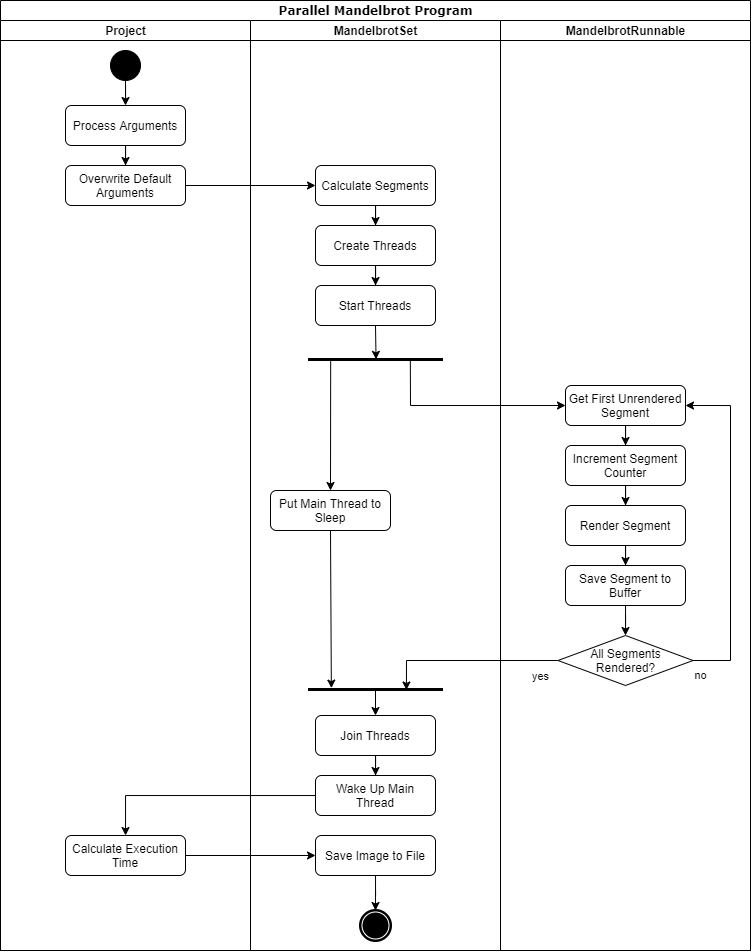 Parallel Mandelbrot Program
Project
MandelbrotSet
MandelbrotRunnable
Process Arguments
Overwrite Default
Arguments
Calculate Segments
Create Threads
Start Threads
Get First Unrendered
Segment
Increment Segment
Counter
Put Main Thread to
Sleep
Render Segment
Save Segment to
Buffer
All Segments
Rendered?
yes
no
Join Threads
Wake Up Main
Thread
Calculate Execution
Time
Save Image to File